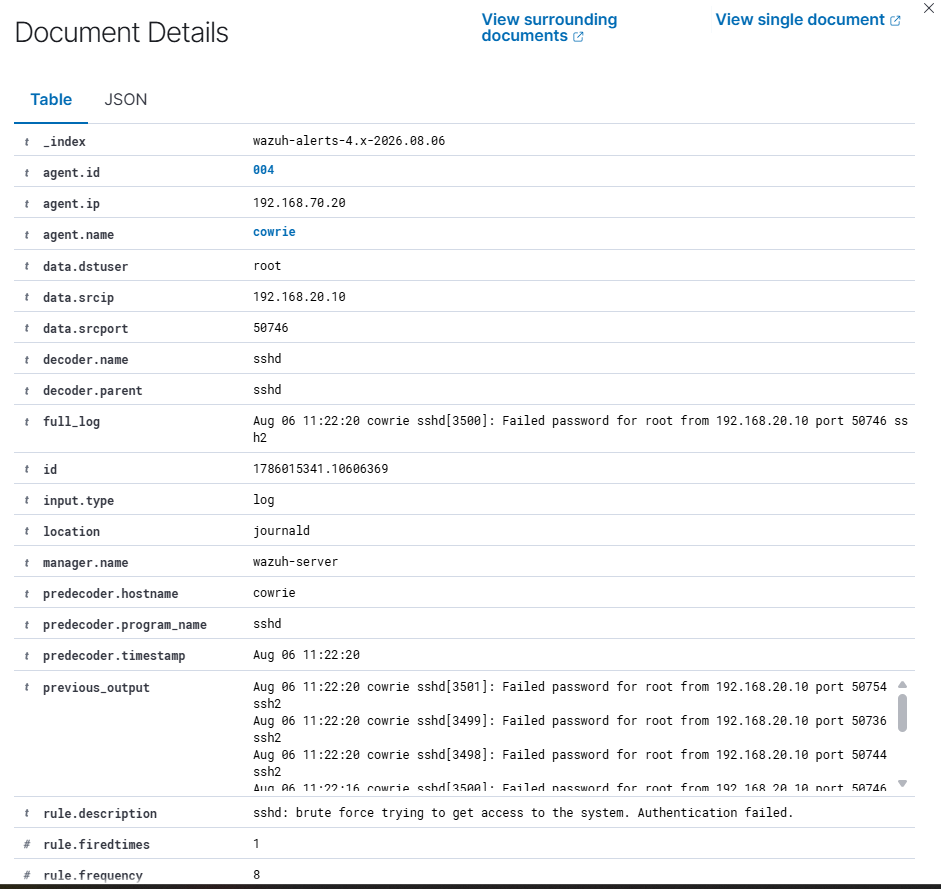 Document Details
View surrounding
documents
View single document
Table
JSON
t _index wazuh-alerts-4.x-2026.08.06
t agent.id 004
t agent.ip 192.168.70.20
t agent.name cowrie
t data.dstuser root
t data.srcip 192.168.20.10
t data.srcport 50746
t decoder.name sshd
t decoder.parent sshd
t full_log Aug 06 11:22:20 cowrie sshd[3500]: Failed password for root from 192.168.20.10 port 50746 ss
h2
t id 1786015341.10606369
t input.type log
t location journald
t manager.name wazuh-server
t predecoder.hostname cowrie
t predecoder.program_name sshd
t predecoder.timestamp Aug 06 11:22:20
t previous_output Aug 06 11:22:20 cowrie sshd[3501]: Failed password for root from 192.168.20.10 port 50754
ssh2
Aug 06 11:22:20 cowrie sshd[3499]: Failed password for root from 192.168.20.10 port 50736
ssh2
Aug 06 11:22:20 cowrie sshd[3498]: Failed password for root from 192.168.20.10 port 50744
ssh2
Aug 06 11:22:16 cowrie sshd[3500]: Failed password for root from 192.168.20.10 port 50746
t rule.description sshd: brute force trying to get access to the system. Authentication failed.
# rule.firedtimes 1
# rule.frequency 8